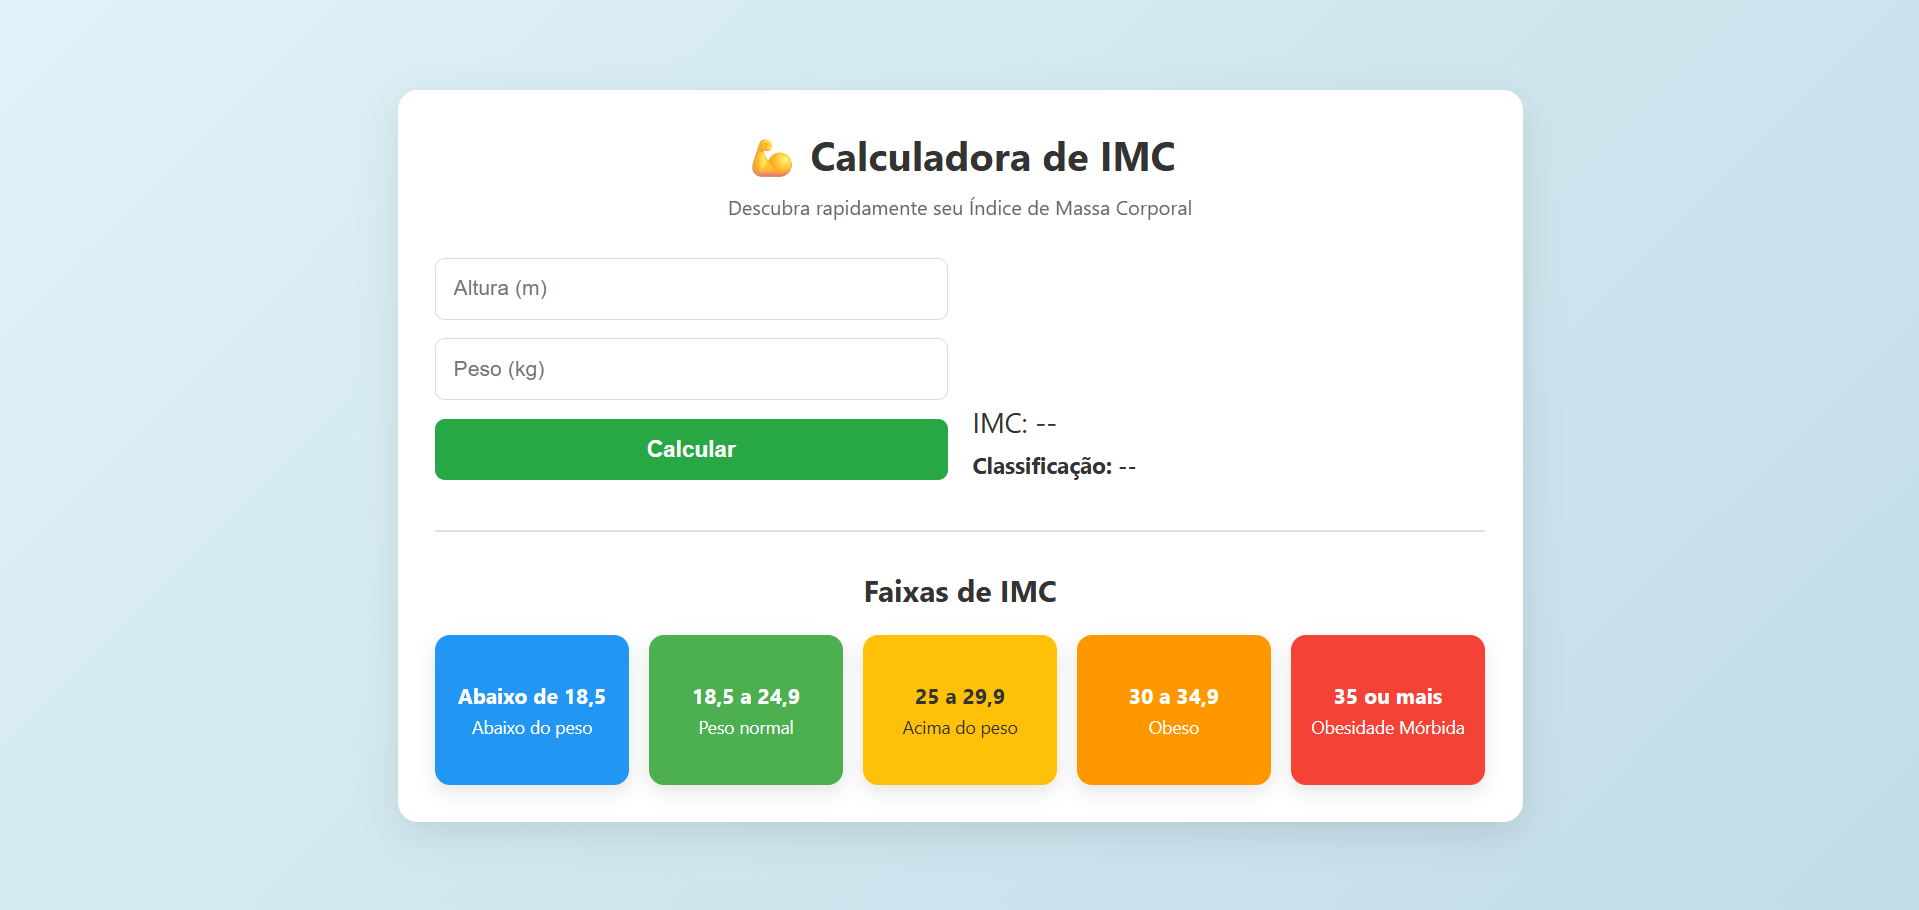 💪 Calculadora de IMC
Descubra rapidamente seu Índice de Massa Corporal
Altura (m)
Peso (kg)
Calcular
IMC: --
Classificação: --
Faixas de IMC
Abaixo de 18,5
Abaixo do peso
18,5 a 24,9
Peso normal
25 a 29,9
Acima do peso
30 a 34,9
Obeso
35 ou mais
Obesidade Mórbida